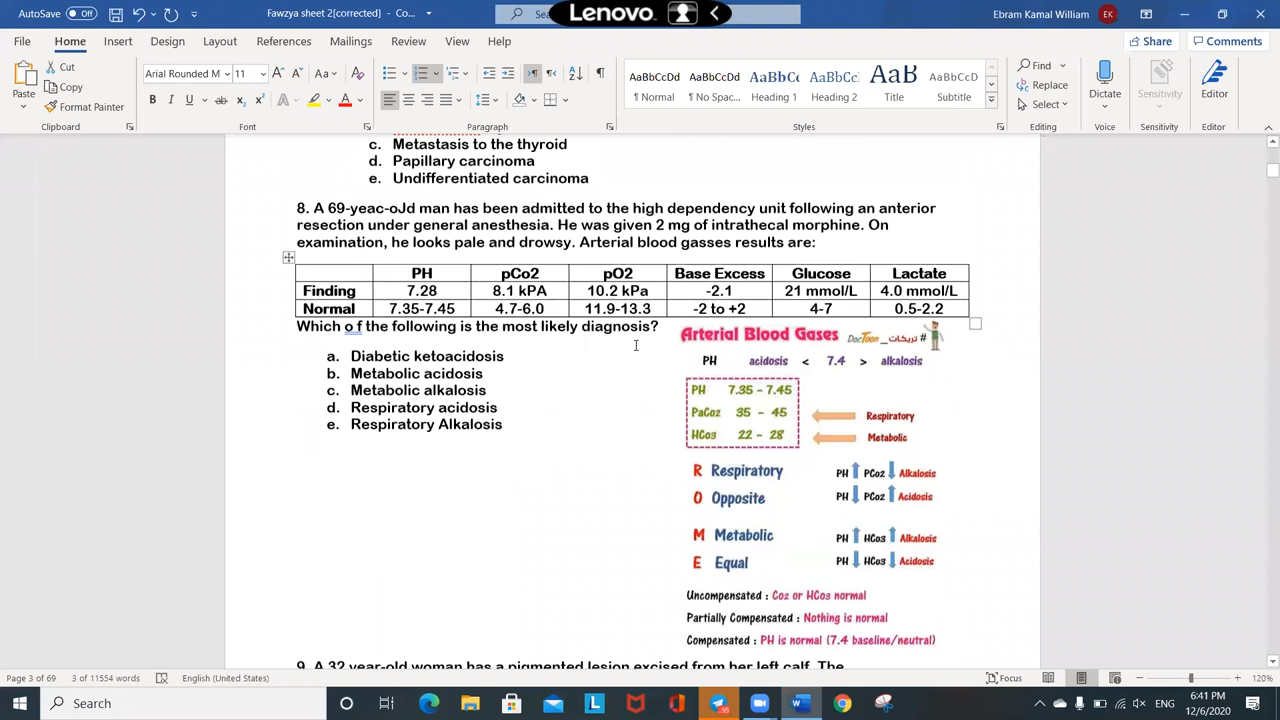 AutoSave Off
Fawzy sheet 2020 -
Sea
Lenovo
Ebram Kamal William
EK
File Home Insert Design Layout References Mailings Review View Help
Share Comments
Paste
Cut
Copy
Format Painter
Clipboard
Arial Rounded M 11
Font
Paragraph
AaBbCcDd AaBbCcDd AaBbCc AaBbCcD AaB AaBbCcD
¶ Normal ¶ No Spac... Heading 1 Heading 2 Title Subtitle
Styles
Find
Replace
Select
Editing
Dictate
Voice
Sensitivity
Sensitivity
Editor
Editor
c. Metastasis to the thyroid
d. Papillary carcinoma
e. Undifferentiated carcinoma
8. A 69-yeac-oJd man has been admitted to the high dependency unit following an anterior
resection under general anesthesia. He was given 2 mg of intrathecal morphine. On
examination, he looks pale and drowsy. Arterial blood gasses results are:
PH pCo2 pO2 Base Excess Glucose Lactate
Finding 7.28 8.1 kPA 10.2 kPa -2.1 21 mmol/L 4.0 mmol/L
Normal 7.35-7.45 4.7-6.0 11.9-13.3 -2 to +2 4-7 0.5-2.2
Which o f the following is the most likely diagnosis?
a. Diabetic ketoacidosis
b. Metabolic acidosis
c. Metabolic alkalosis
d. Respiratory acidosis
e. Respiratory Alkalosis
Arterial Blood Gases DocToon _تريكات #
PH acidosis < 7.4 > alkalosis
PH 7.35 - 7.45
PaCo2 35 - 45 Respiratory
HCo3 22 - 28 Metabolic
R Respiratory PH PCo2 Alkalosis
O Opposite PH PCo2 Acidosis
M Metabolic PH HCo3 Alkalosis
E Equal PH HCo3 Acidosis
Uncompensated : Co2 or HCo3 normal
Partially Compensated : Nothing is normal
Compensated : PH is normal (7.4 baseline/neutral)
9. A 32 year-old woman has a pigmented lesion excised from her left calf. The
Page 3 of 69 3 of 11554 words English (United States)
Focus
120%
Search
95
6:41 PM
12/6/2020